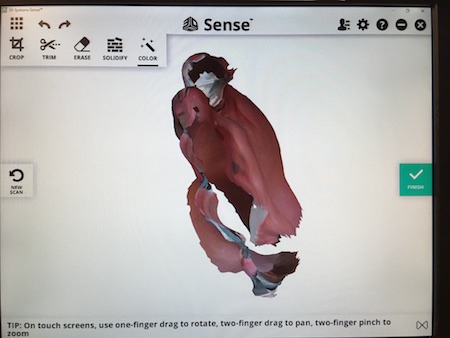 3D Systems Sense™
Sense™
CROP
TRIM
ERASE
SOLIDIFY
COLOR
NEW
SCAN
FINISH
TIP: On touch screens, use one-finger drag to rotate, two-finger drag to pan, two-finger pinch to
zoom